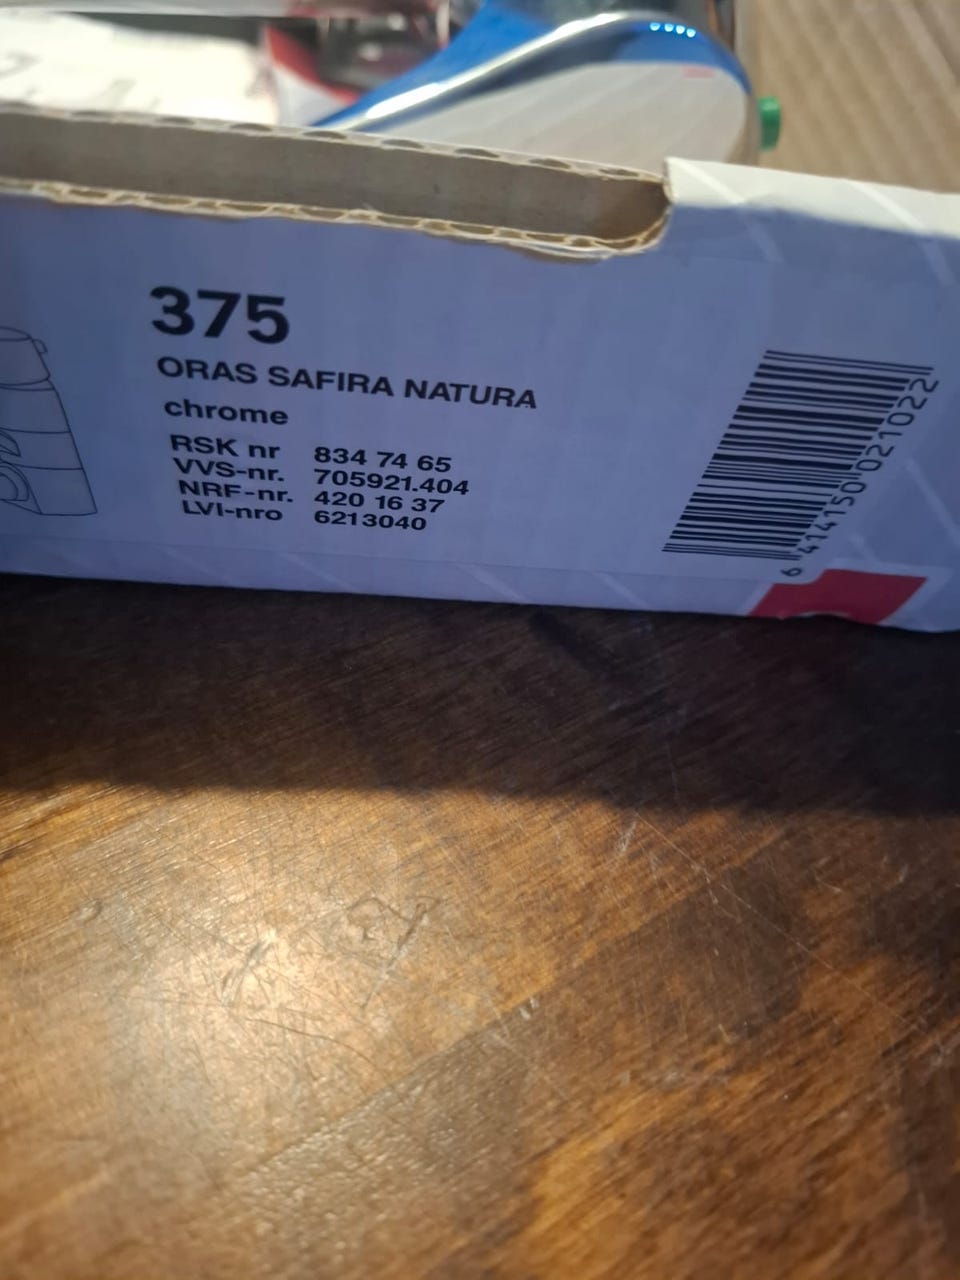 375
ORAS SAFIRA NATURA
chrome
RSK nr 834 74 65
VVS-nr. 705921.404
NRF-nr. 420 16 37
LVI-nro 6213040
6 414150 021022